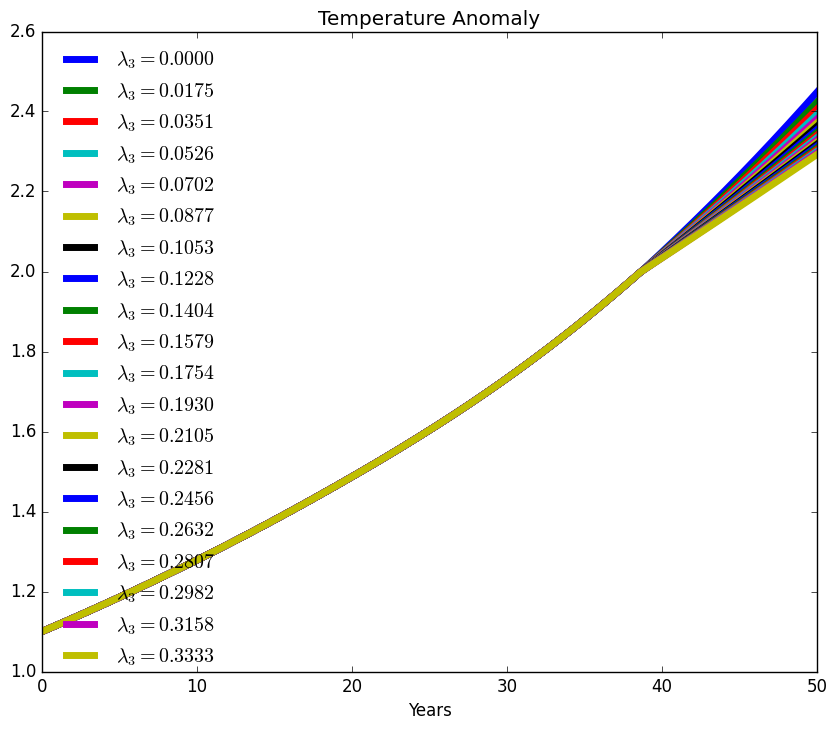 Temperature Anomaly
2.6
2.4
2.2
2.0
1.8
1.6
1.4
1.2
1.0
λ₃ = 0.0000
λ₃ = 0.0175
λ₃ = 0.0351
λ₃ = 0.0526
λ₃ = 0.0702
λ₃ = 0.0877
λ₃ = 0.1053
λ₃ = 0.1228
λ₃ = 0.1404
λ₃ = 0.1579
λ₃ = 0.1754
λ₃ = 0.1930
λ₃ = 0.2105
λ₃ = 0.2281
λ₃ = 0.2456
λ₃ = 0.2632
λ₃ = 0.2807
λ₃ = 0.2982
λ₃ = 0.3158
λ₃ = 0.3333
0 10 20 30 40 50
Years